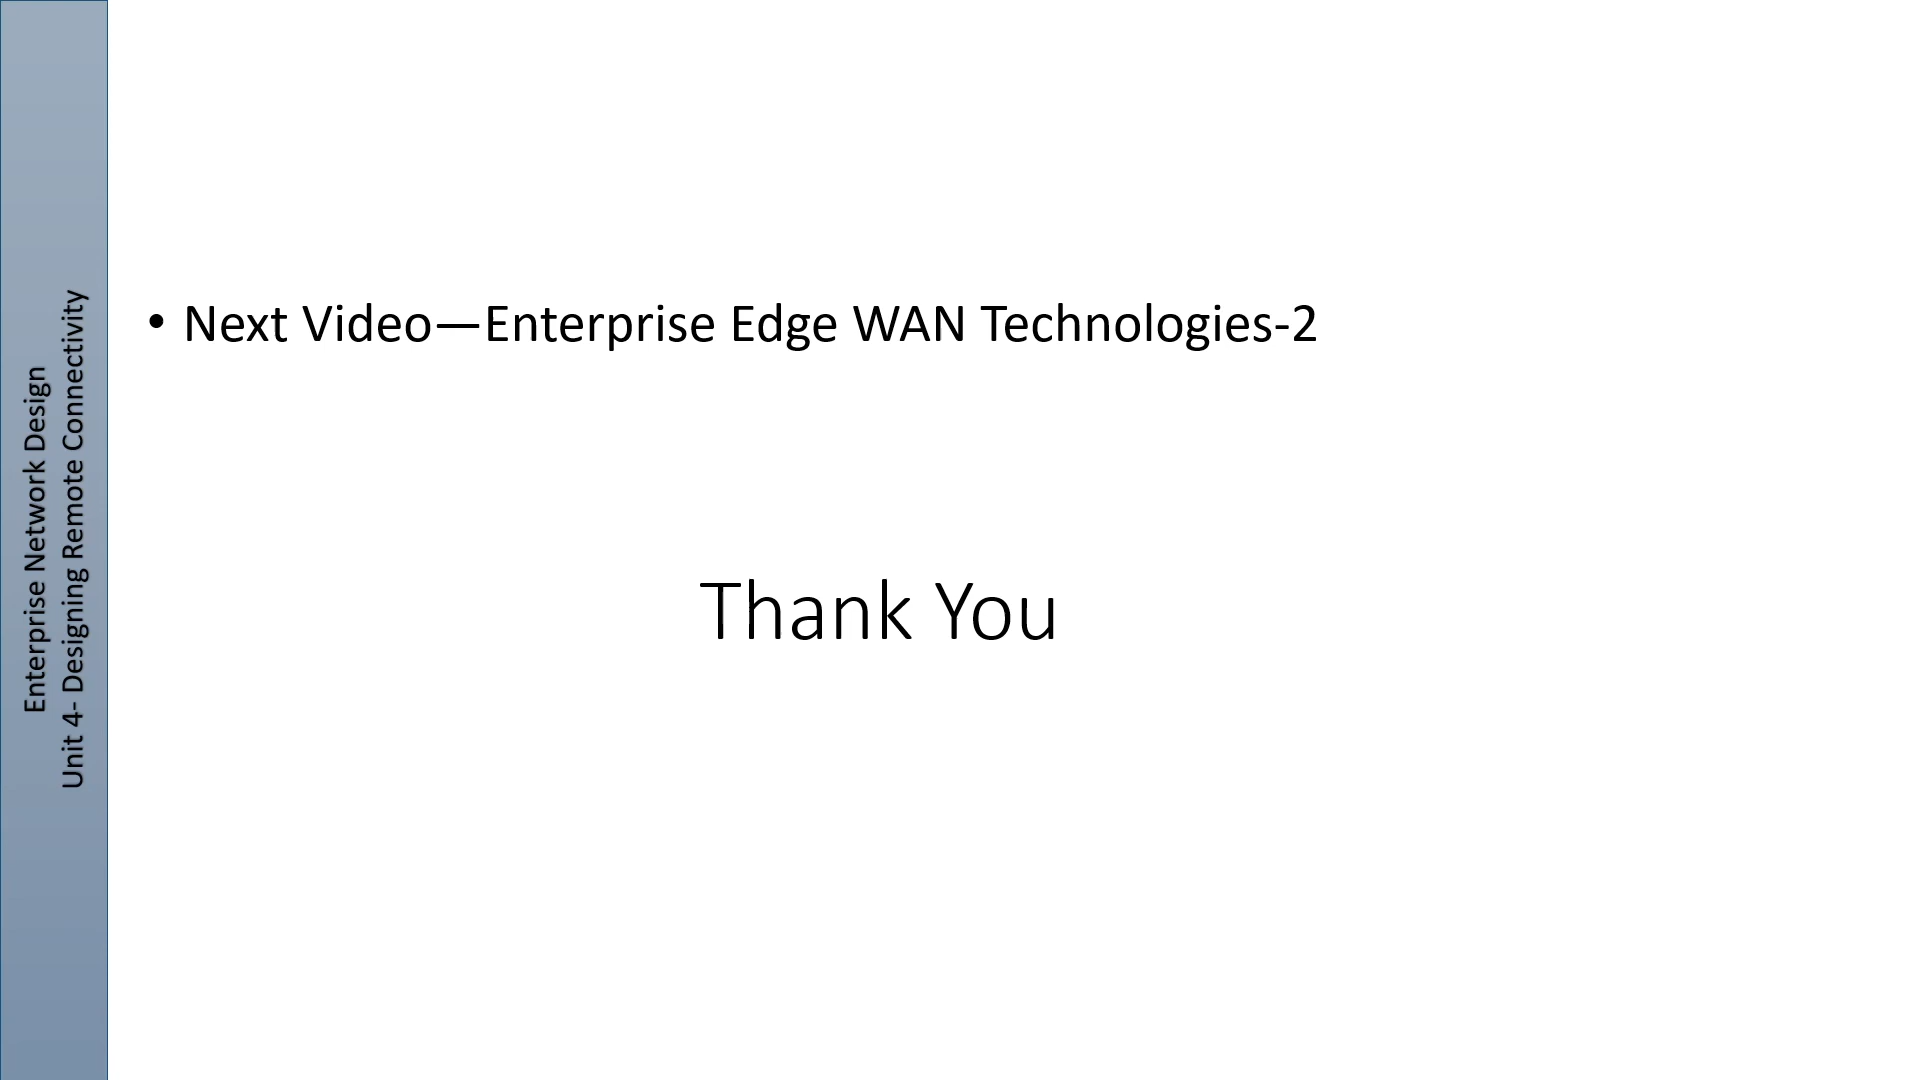 Enterprise Network Design
Unit 4- Designing Remote Connectivity
• Next Video—Enterprise Edge WAN Technologies-2
Thank You